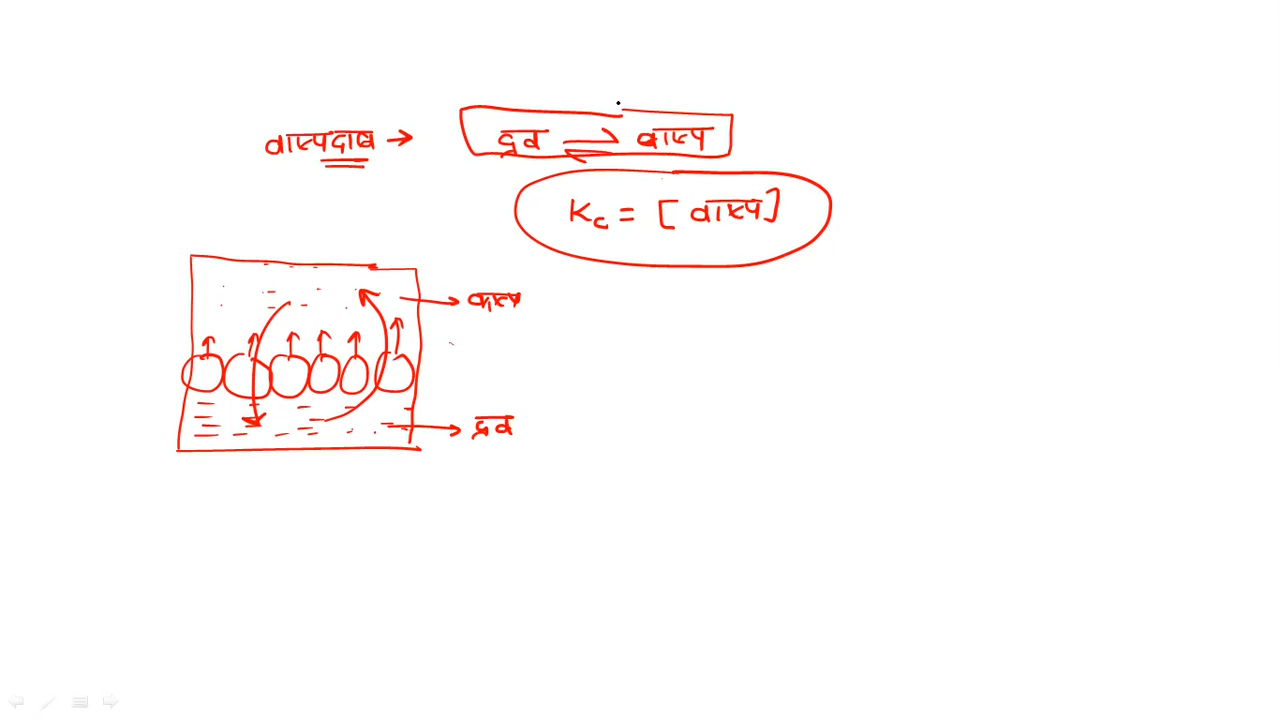 वाष्पदाब → द्रव ⇌ वाष्प
Kc = [वाष्प]
→ वाष्प
→ द्रव